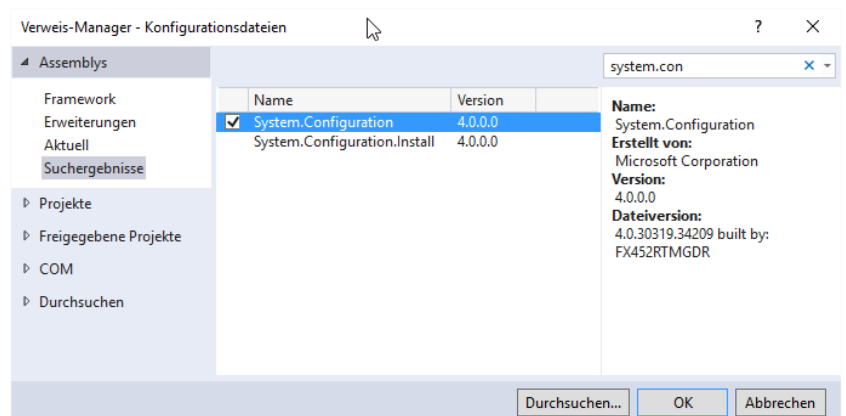 Verweis-Manager - Konfigurationsdateien
?
Assemblys
Framework
Erweiterungen
Aktuell
Suchergebnisse
Projekte
Freigegebene Projekte
COM
Durchsuchen
Name Version
System.Configuration 4.0.0.0
System.Configuration.Install 4.0.0.0
system.con
Name:
System.Configuration
Erstellt von:
Microsoft Corporation
Version:
4.0.0.0
Dateiversion:
4.0.30319.34209 built by:
FX452RTMGDR
Durchsuchen... OK Abbrechen